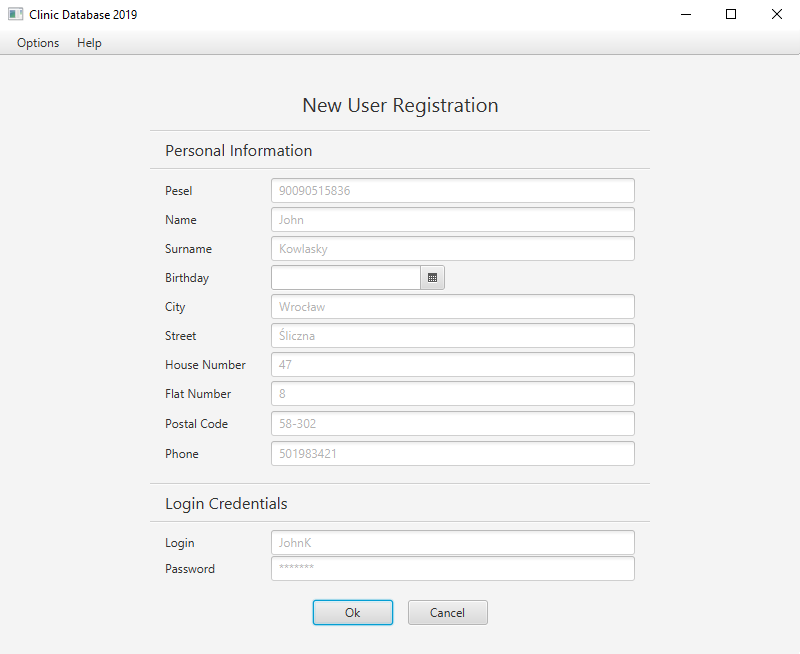 Clinic Database 2019
Options Help
New User Registration
Personal Information
Pesel 90090515836
Name John
Surname Kowlasky
Birthday
City Wrocław
Street Śliczna
House Number 47
Flat Number 8
Postal Code 58-302
Phone 501983421
Login Credentials
Login JohnK
Password *******
Ok Cancel